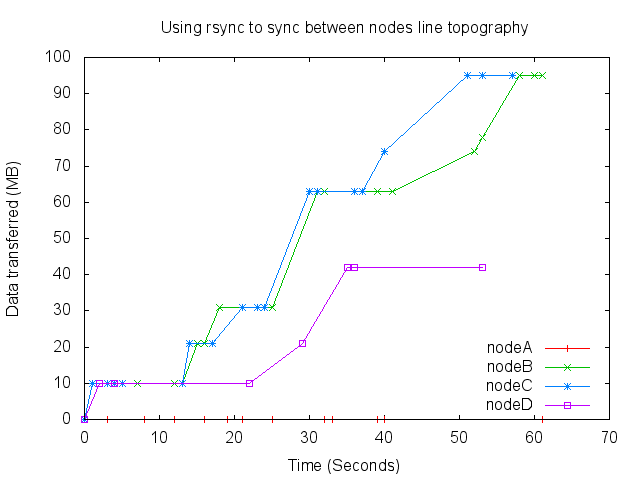 Using rsync to sync between nodes line topography
100
90
80
70
60
50
40
30
20
10
0
Data transferred (MB)
nodeA
nodeB
nodeC
nodeD
0 10 20 30 40 50 60 70
Time (Seconds)